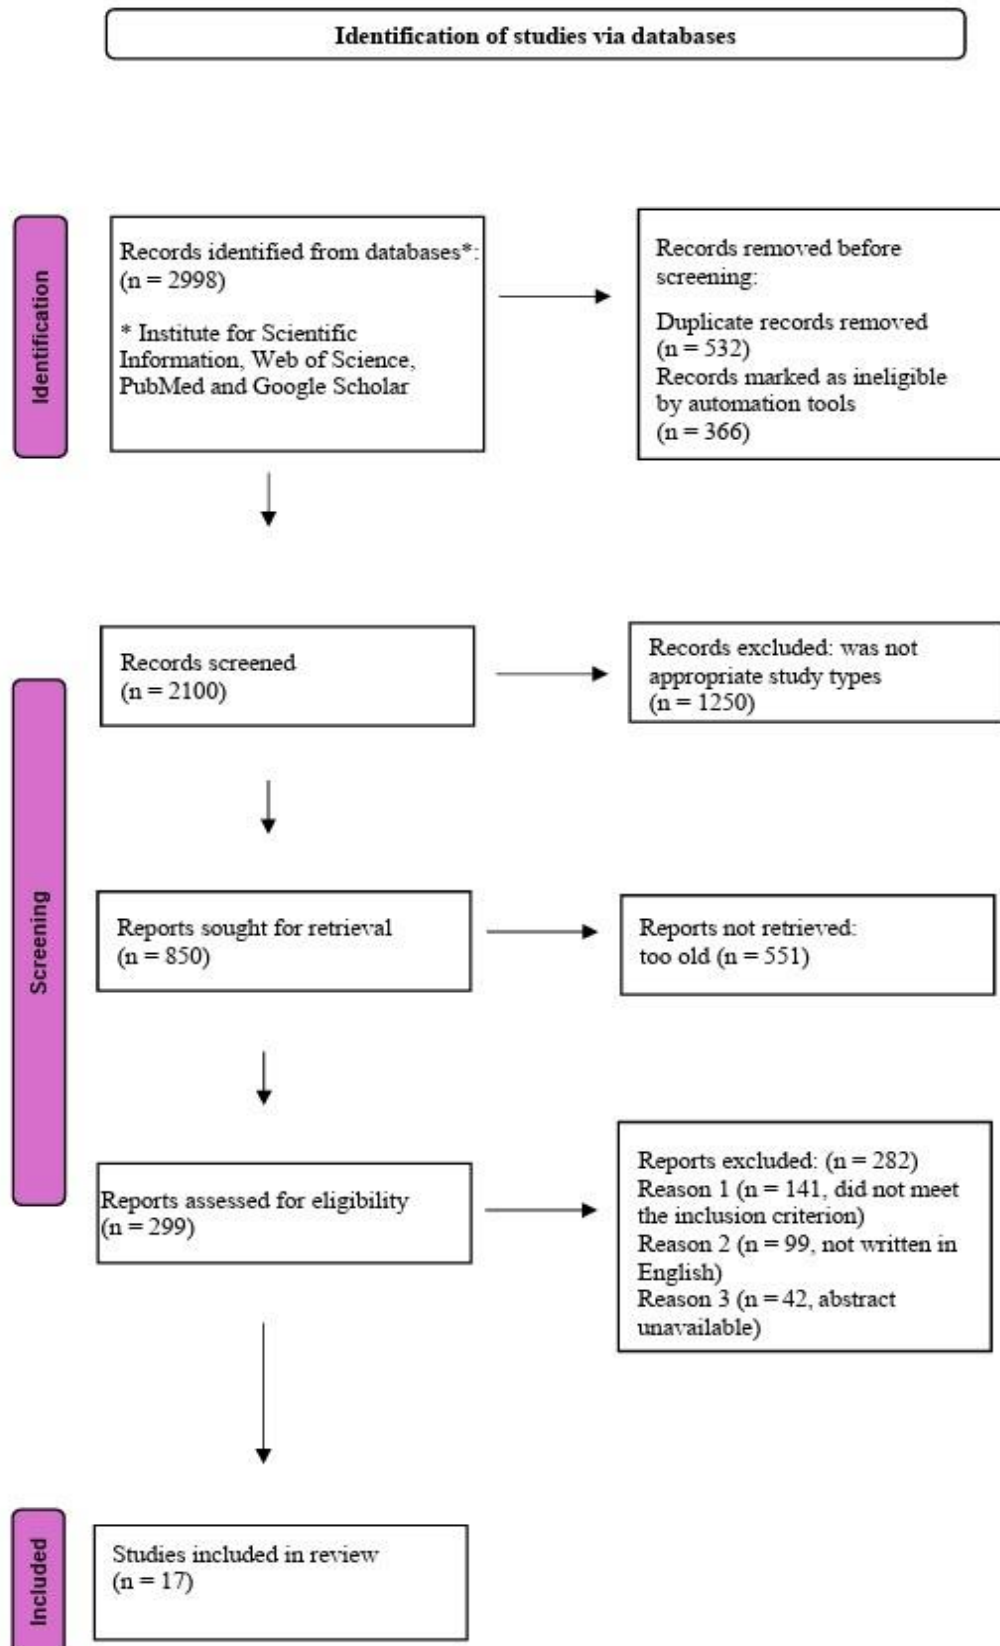 Identification of studies via databases
Identification
Records identified from databases*:
(n = 2998)
* Institute for Scientific
Information, Web of Science,
PubMed and Google Scholar
Records removed before
screening:
Duplicate records removed
(n = 532)
Records marked as ineligible
by automation tools
(n = 366)
Screening
Records screened
(n = 2100)
Records excluded: was not
appropriate study types
(n = 1250)
Reports sought for retrieval
(n = 850)
Reports not retrieved:
too old (n = 551)
Reports assessed for eligibility
(n = 299)
Reports excluded: (n = 282)
Reason 1 (n = 141, did not meet
the inclusion criterion)
Reason 2 (n = 99, not written in
English)
Reason 3 (n = 42, abstract
unavailable)
Included
Studies included in review
(n = 17)